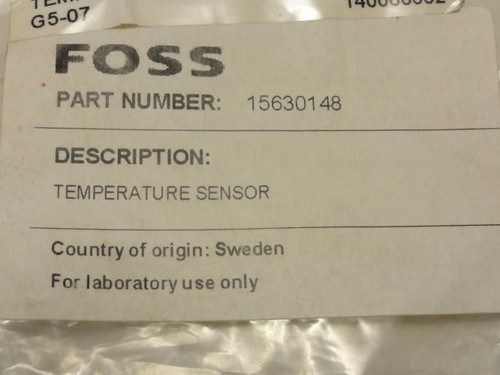 G5-07
FOSS
PART NUMBER: 15630148
DESCRIPTION:
TEMPERATURE SENSOR
Country of origin: Sweden
For laboratory use only